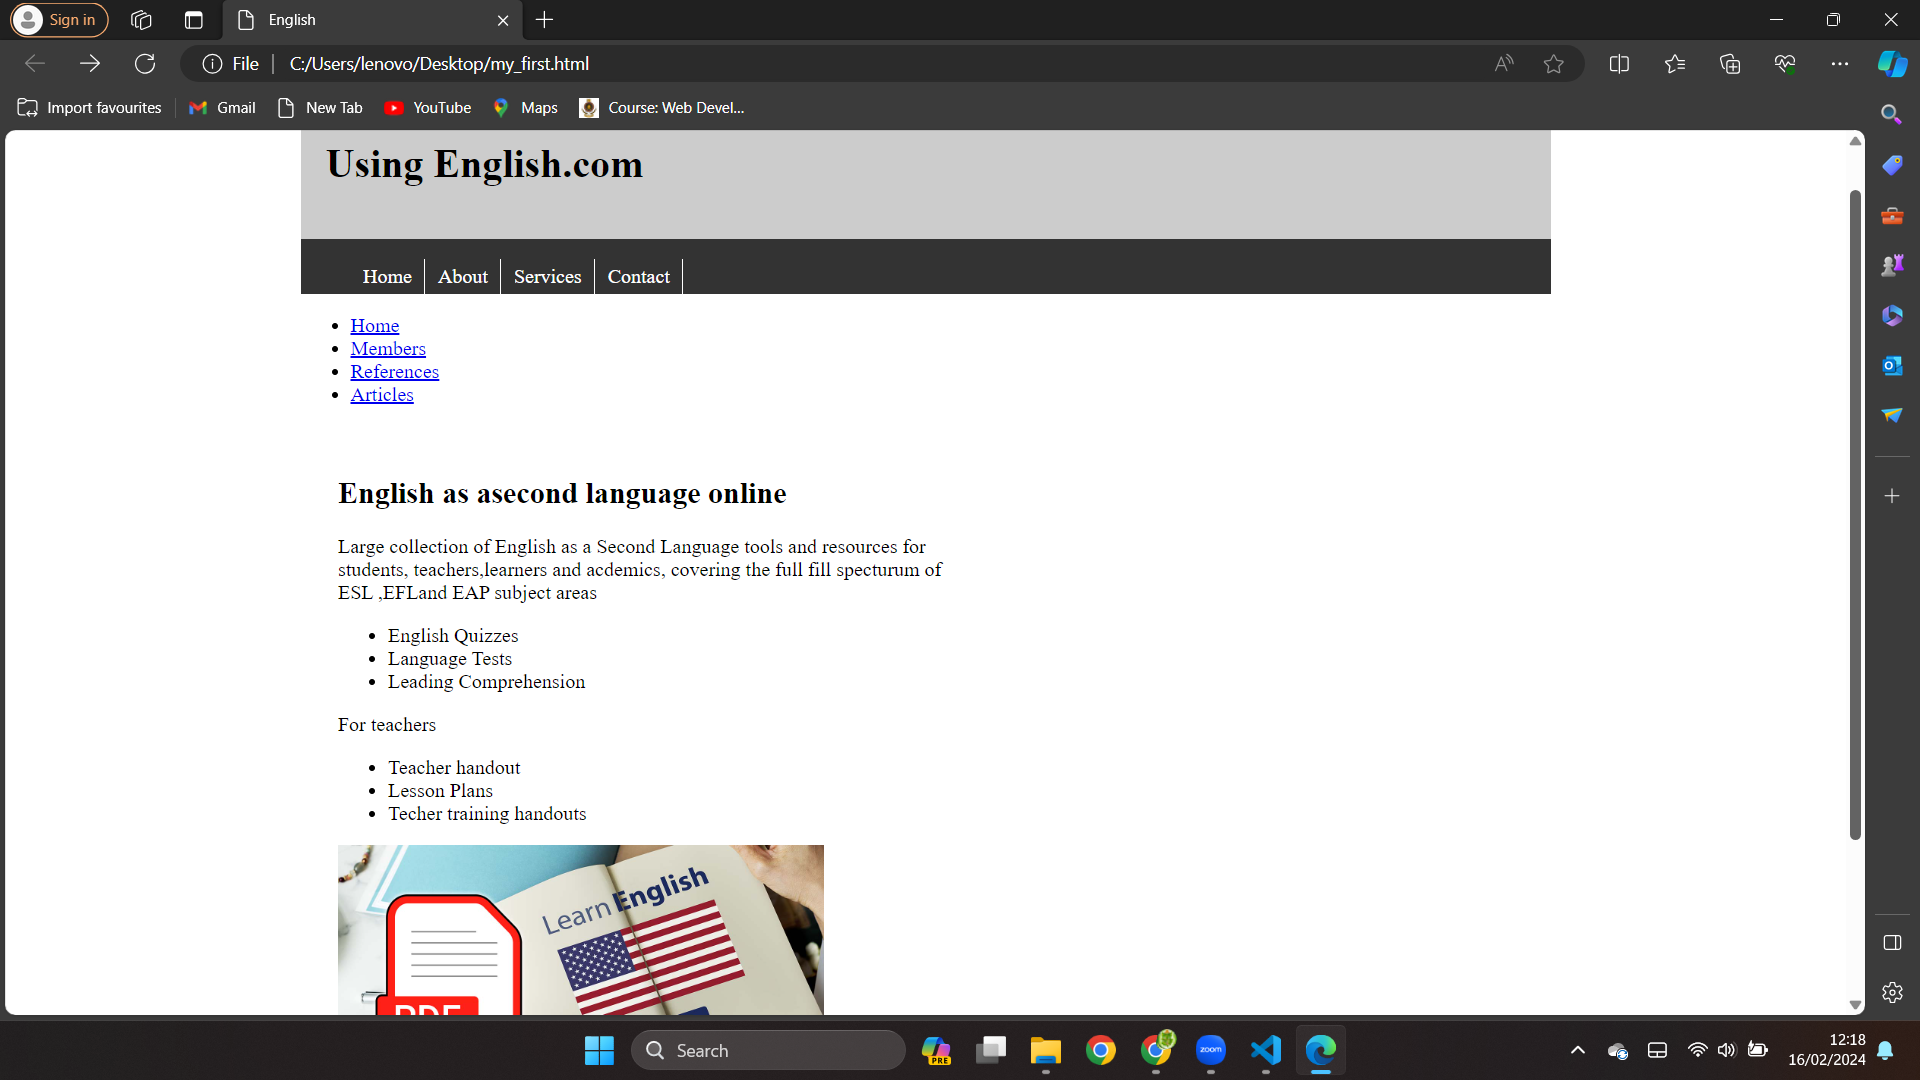 Sign in
English
File
C:/Users/lenovo/Desktop/my_first.html
Import favourites
Gmail
New Tab
YouTube
Maps
Course: Web Devel...
Using English.com
Home
About
Services
Contact
Home
Members
References
Articles
English as asecond language online
Large collection of English as a Second Language tools and resources for
students, teachers,learners and acdemics, covering the full fill specturum of
ESL ,EFLand EAP subject areas
English Quizzes
Language Tests
Leading Comprehension
For teachers
Teacher handout
Lesson Plans
Techer training handouts
Learn English
PDF
Search
PRE
zoom
12:18
16/02/2024